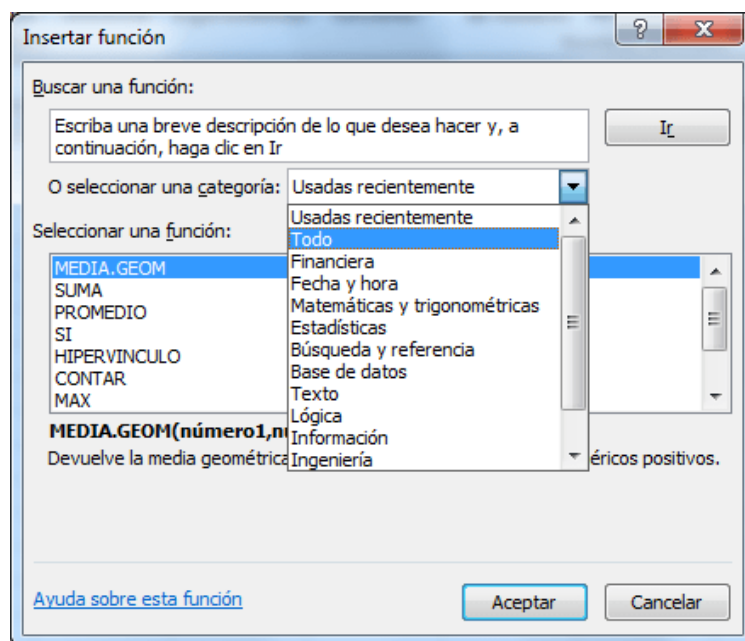 Insertar función
Buscar una función:
Escriba una breve descripción de lo que desea hacer y, a
continuación, haga clic en Ir
Ir
O seleccionar una categoría:
Usadas recientemente
Usadas recientemente
Todo
Financiera
Fecha y hora
Matemáticas y trigonométricas
Estadísticas
Búsqueda y referencia
Base de datos
Texto
Lógica
Información
Ingeniería
Seleccionar una función:
MEDIA.GEOM
SUMA
PROMEDIO
SI
HIPERVINCULO
CONTAR
MAX
MEDIA.GEOM(número1,n
Devuelve la media geométrica éricos positivos.
Ayuda sobre esta función
Aceptar
Cancelar